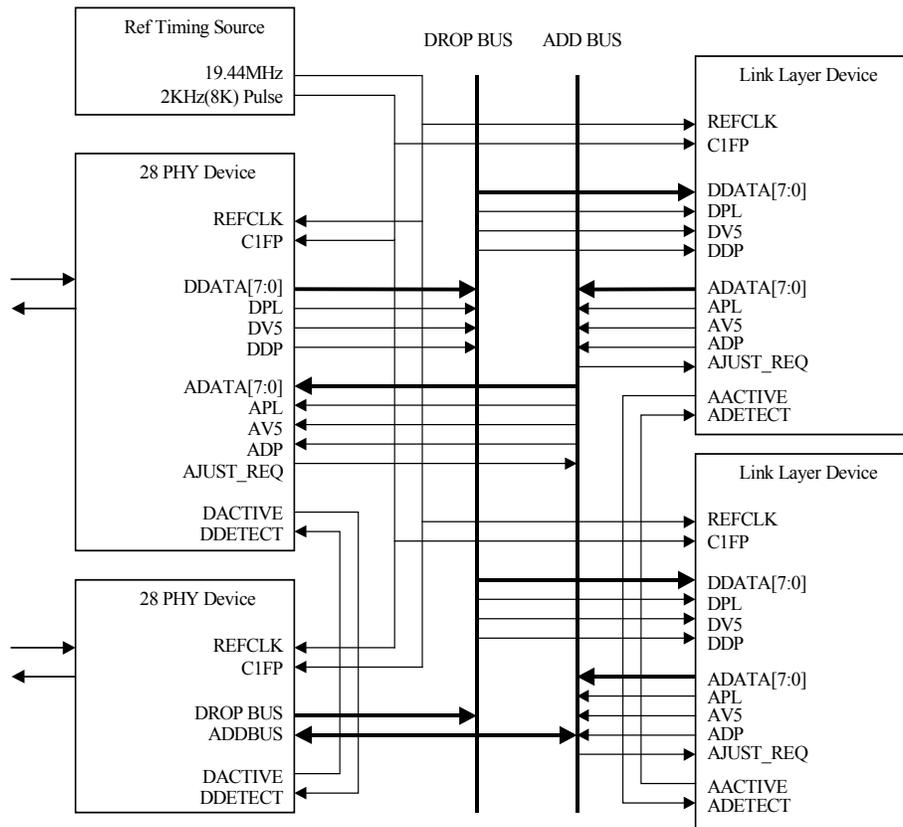 Ref Timing Source
19.44MHz
2KHz(8K) Pulse
DROP BUS
ADD BUS
28 PHY Device
REFCLK
C1FP
DDATA[7:0]
DPL
DV5
DDP
ADATA[7:0]
APL
AV5
ADP
AJUST_REQ
DACTIVE
DDETECT
28 PHY Device
REFCLK
C1FP
DROP BUS
ADDBUS
DACTIVE
DDETECT
Link Layer Device
REFCLK
C1FP
DDATA[7:0]
DPL
DV5
DDP
ADATA[7:0]
APL
AV5
ADP
AJUST_REQ
AACTIVE
ADETECT
Link Layer Device
REFCLK
C1FP
DDATA[7:0]
DPL
DV5
DDP
ADATA[7:0]
APL
AV5
ADP
AJUST_REQ
AACTIVE
ADETECT